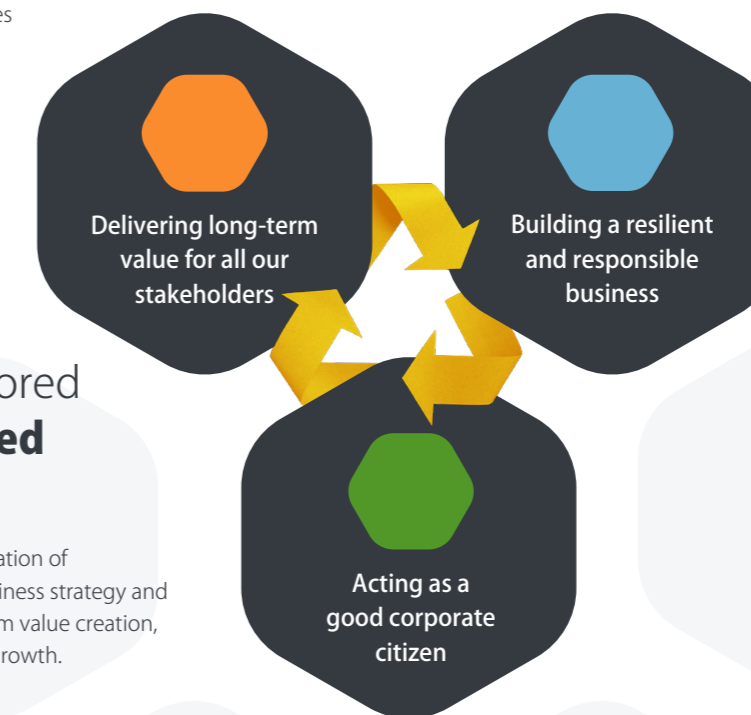 es
Delivering long-term
value for all our
stakeholders
Building a resilient
and responsible
business
ored
ed
ation of
iness strategy and
m value creation,
rowth.
Acting as a
good corporate
citizen